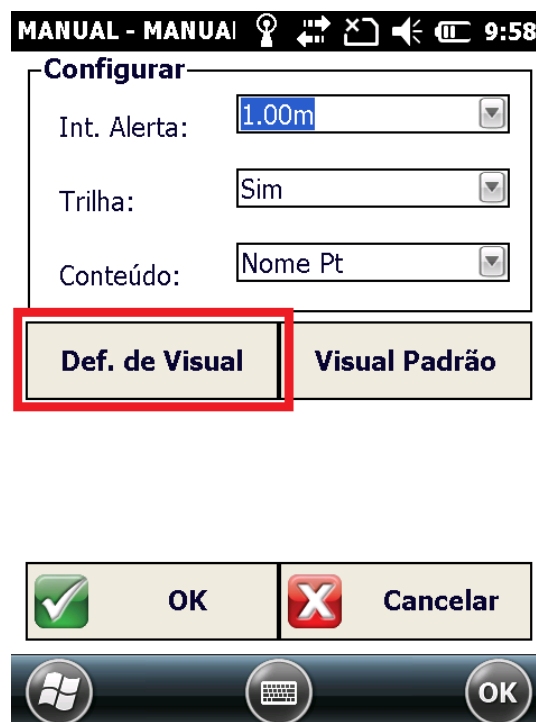 MANUAL - MANUAI 9:58
Configurar
Int. Alerta: 1.00m
Trilha: Sim
Conteúdo: Nome Pt
Def. de Visual Visual Padrão
OK Cancelar
OK